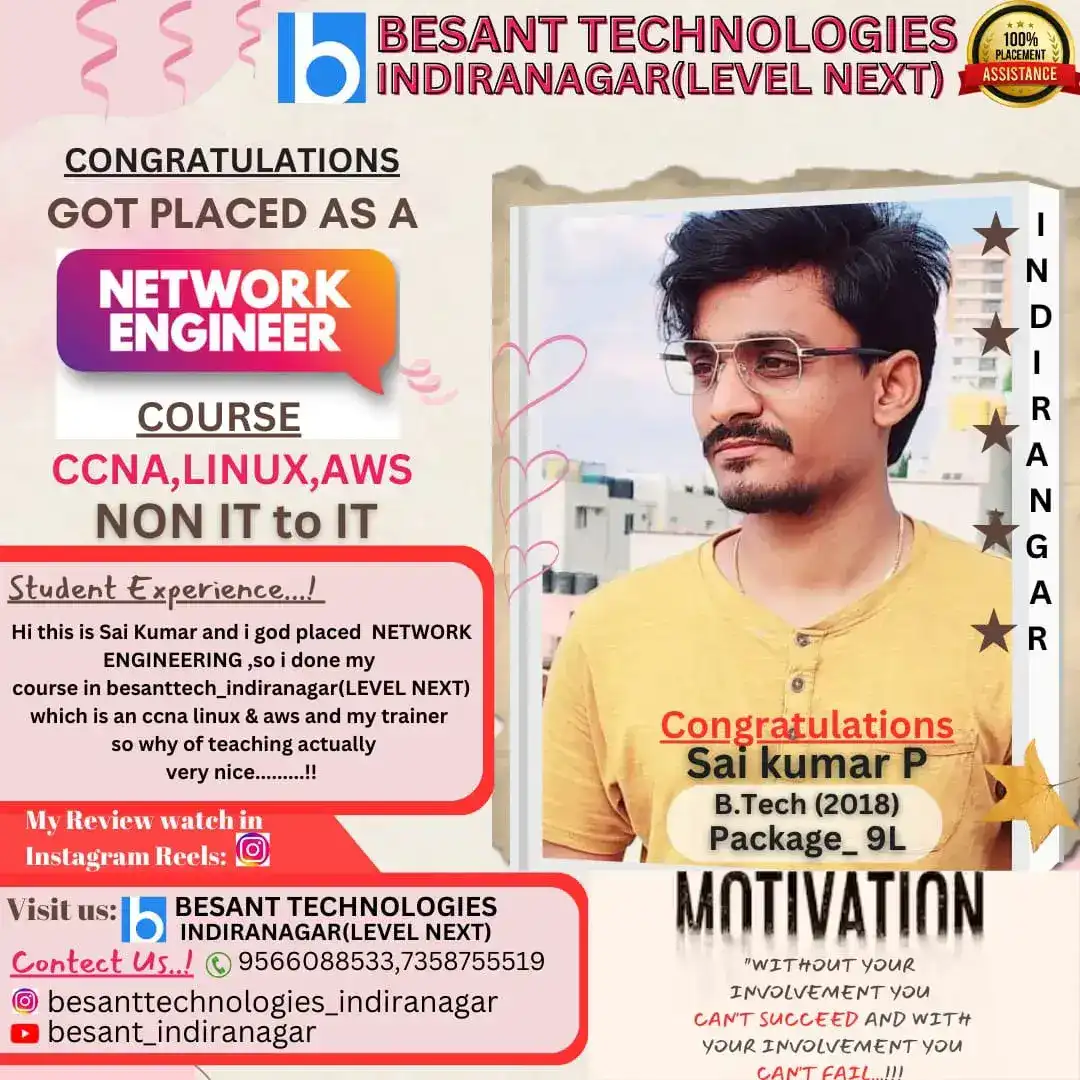 BESANT TECHNOLOGIES
INDIRANAGAR(LEVEL NEXT)
100%
PLACEMENT
ASSISTANCE
CONGRATULATIONS
GOT PLACED AS A
NETWORK
ENGINEER
COURSE
CCNA,LINUX,AWS
NON IT to IT
INDIRANGAR
Student Experience...!
Hi this is Sai Kumar and i god placed NETWORK
ENGINEERING ,so i done my
course in besanttech_indiranagar(LEVEL NEXT)
which is an ccna linux & aws and my trainer
so why of teaching actually
very nice.........!!
Congratulations
Sai kumar P
B.Tech (2018)
Package_ 9L
My Review watch in
Instagram Reels:
Visit us:
b BESANT TECHNOLOGIES
INDIRANAGAR(LEVEL NEXT)
Contect Us..!
9566088533,7358755519
besanttechnologies_indiranagar
besant_indiranagar
MOTIVATION
"WITHOUT YOUR
INVOLVEMENT YOU
CAN'T SUCCEED AND WITH
YOUR INVOLVEMENT YOU
CAN'T FAIL...!!!